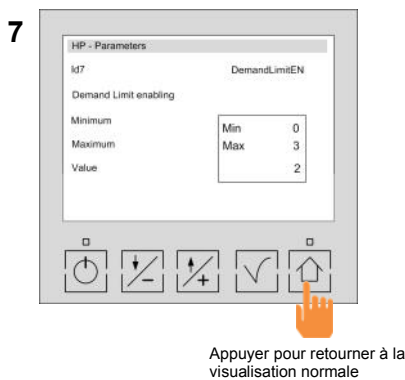 7
HP - Parameters
Id7 DemandLimitEN
Demand Limit enabling
Minimum Min 0
Maximum Max 3
Value 2
Appuyer pour retourner à la
visualisation normale